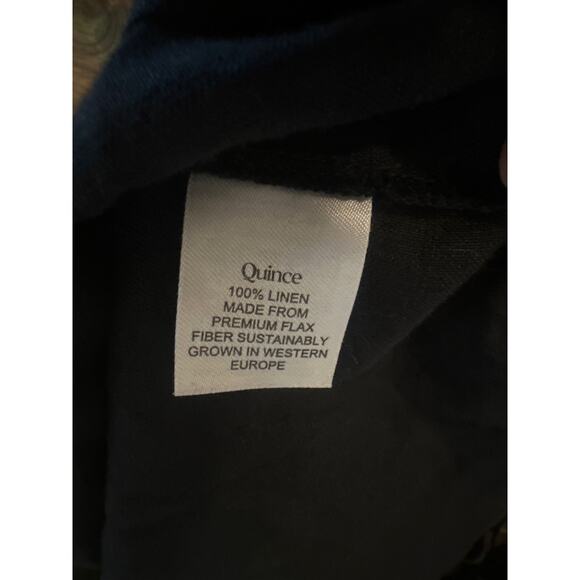 Quince
100% LINEN
MADE FROM
PREMIUM FLAX
FIBER SUSTAINABLY
GROWN IN WESTERN
EUROPE